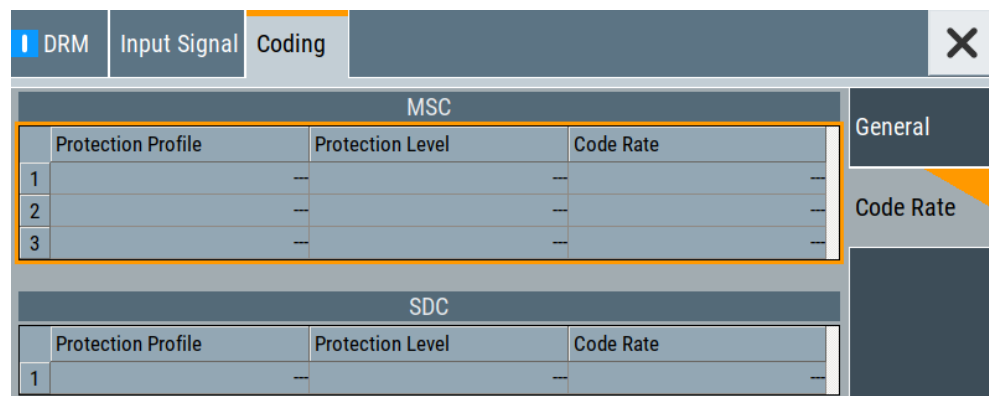 DRM Input Signal Coding
MSC
Protection Profile Protection Level Code Rate
1 --- --- ---
2 --- --- ---
3 --- --- ---
SDC
Protection Profile Protection Level Code Rate
1 --- --- ---
General
Code Rate